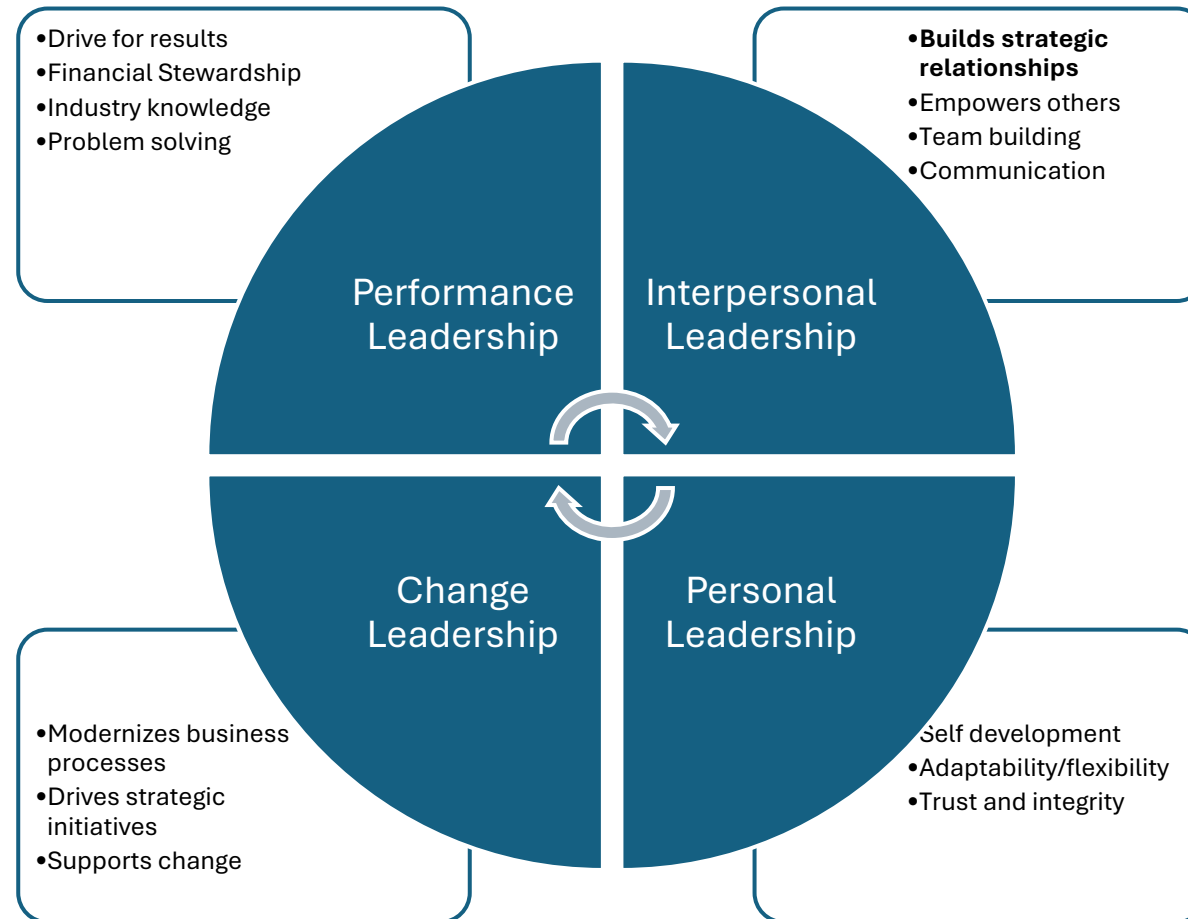 •Drive for results
•Financial Stewardship
•Industry knowledge
•Problem solving
•Builds strategic
relationships
•Empowers others
•Team building
•Communication
Performance
Leadership
Interpersonal
Leadership
Change
Leadership
Personal
Leadership
•Modernizes business
processes
•Drives strategic
initiatives
•Supports change
Self development
•Adaptability/flexibility
•Trust and integrity